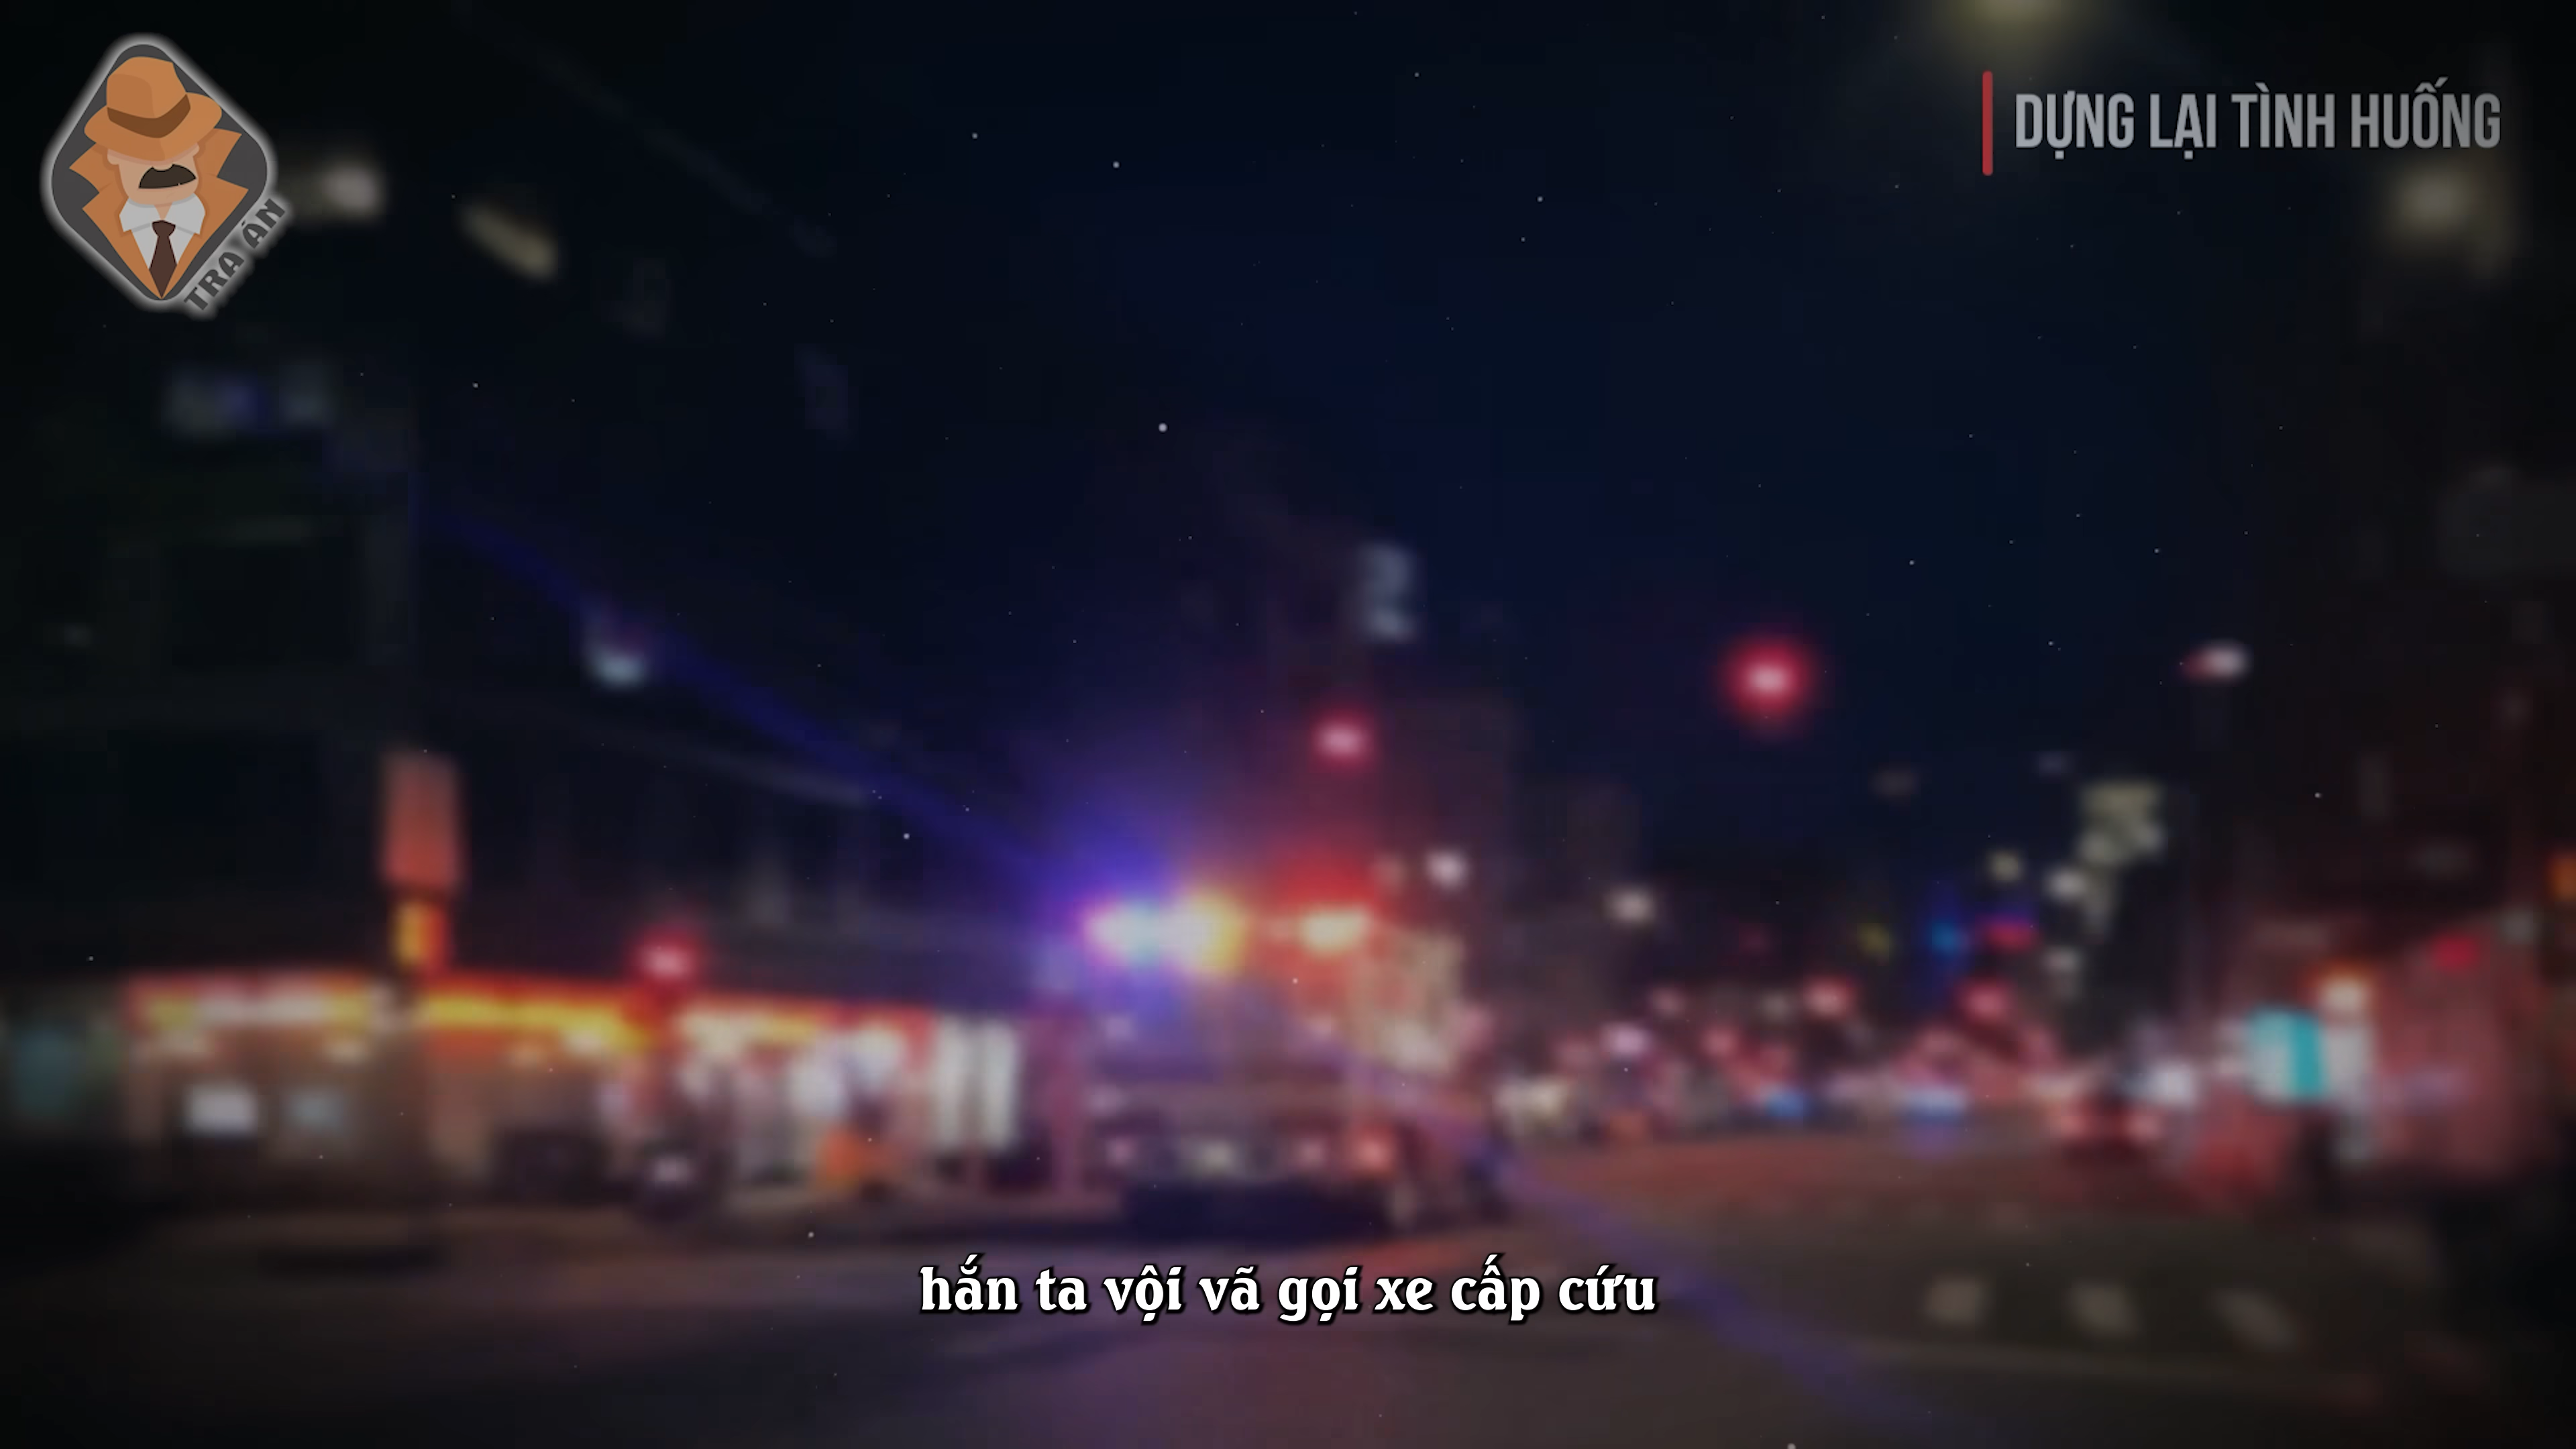 TRA ÁN
DỰNG LẠI TÌNH HUỐNG
hắn ta vội vã gọi xe cấp cứu